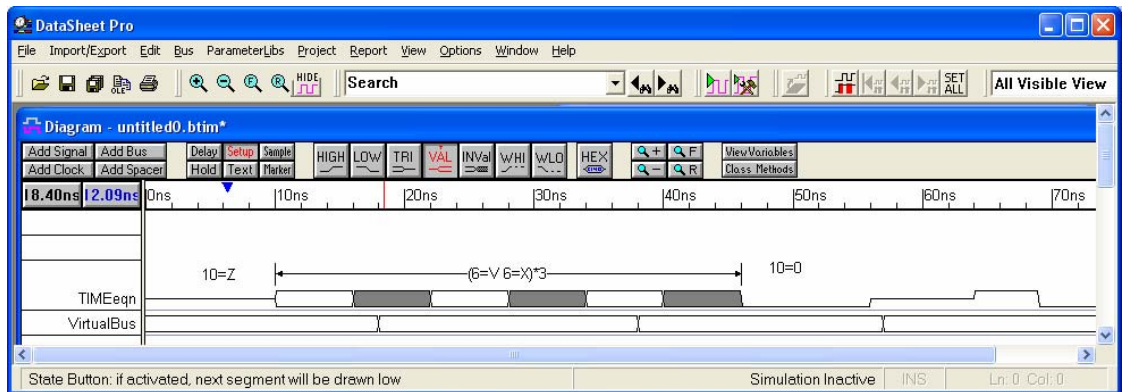 DataSheet Pro
File Import/Export Edit Bus ParameterLibs Project Report View Options Window Help
OLE HIDE Search SET ALL All Visible View
Diagram - untitled0.btim*
Add Signal Add Bus Delay Setup Sample HIGH LOW TRI VAL INVal WHI WLO HEX + F View Variables
Add Clock Add Spacer Hold Text Marker - R Class Methods
18.40ns 12.09ns 0ns 10ns 20ns 30ns 40ns 50ns 60ns 70ns
10=Z (6=V 6=X)*3 10=0
TIMEeqn
VirtualBus
State Button: if activated, next segment will be drawn low Simulation Inactive INS Ln: 0 Col: 0